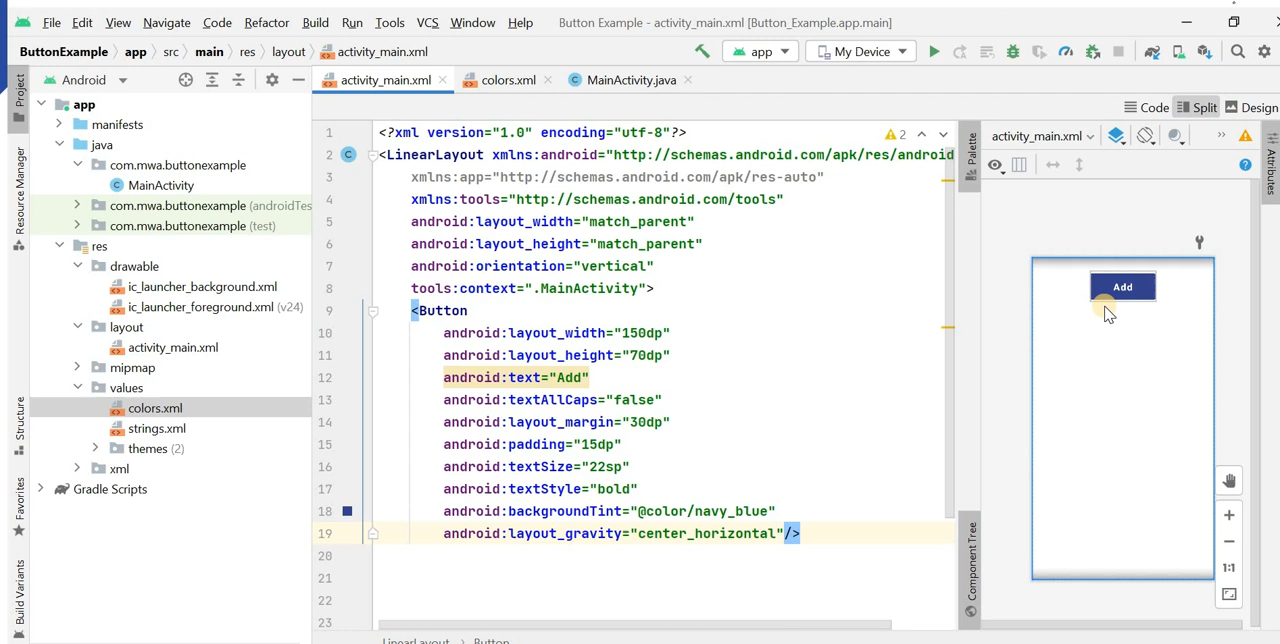 File Edit View Navigate Code Refactor Build Run Tools VCS Window Help Button Example - activity_main.xml [Button_Example.app.main]
ButtonExample app src main res layout activity_main.xml app My Device
Project
Resource Manager
Structure
Favorites
Build Variants
Android
app
manifests
java
com.mwa.buttonexample
MainActivity
com.mwa.buttonexample (androidTes
com.mwa.buttonexample (test)
res
drawable
ic_launcher_background.xml
ic_launcher_foreground.xml (v24)
layout
activity_main.xml
mipmap
values
colors.xml
strings.xml
themes (2)
xml
Gradle Scripts
activity_main.xml colors.xml MainActivity.java
Code Split Design
1 <?xml version="1.0" encoding="utf-8"?> 2
2 <LinearLayout xmlns:android="http://schemas.android.com/apk/res/android
3 xmlns:app="http://schemas.android.com/apk/res-auto"
4 xmlns:tools="http://schemas.android.com/tools"
5 android:layout_width="match_parent"
6 android:layout_height="match_parent"
7 android:orientation="vertical"
8 tools:context=".MainActivity">
9 <Button
10 android:layout_width="150dp"
11 android:layout_height="70dp"
12 android:text="Add"
13 android:textAllCaps="false"
14 android:layout_margin="30dp"
15 android:padding="15dp"
16 android:textSize="22sp"
17 android:textStyle="bold"
18 android:backgroundTint="@color/navy_blue"
19 android:layout_gravity="center_horizontal"/>
20
21
22
23
LinearLayout Button
Palette
Component Tree
activity_main.xml
Add
1:1
Attributes